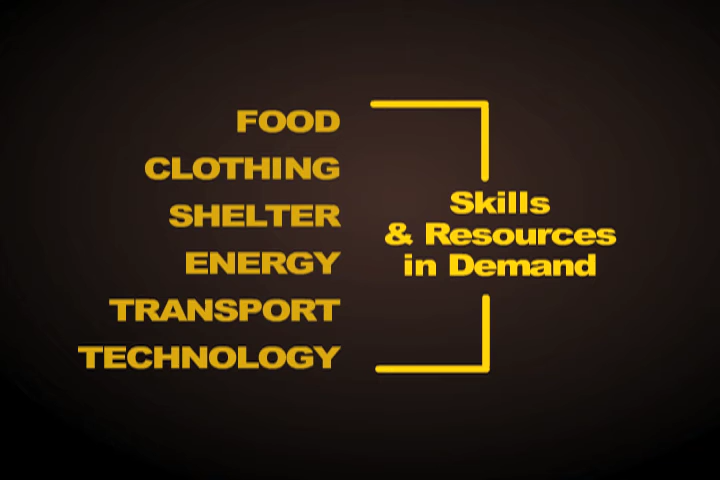 FOOD
CLOTHING
SHELTER
ENERGY
TRANSPORT
TECHNOLOGY
Skills
& Resources
in Demand